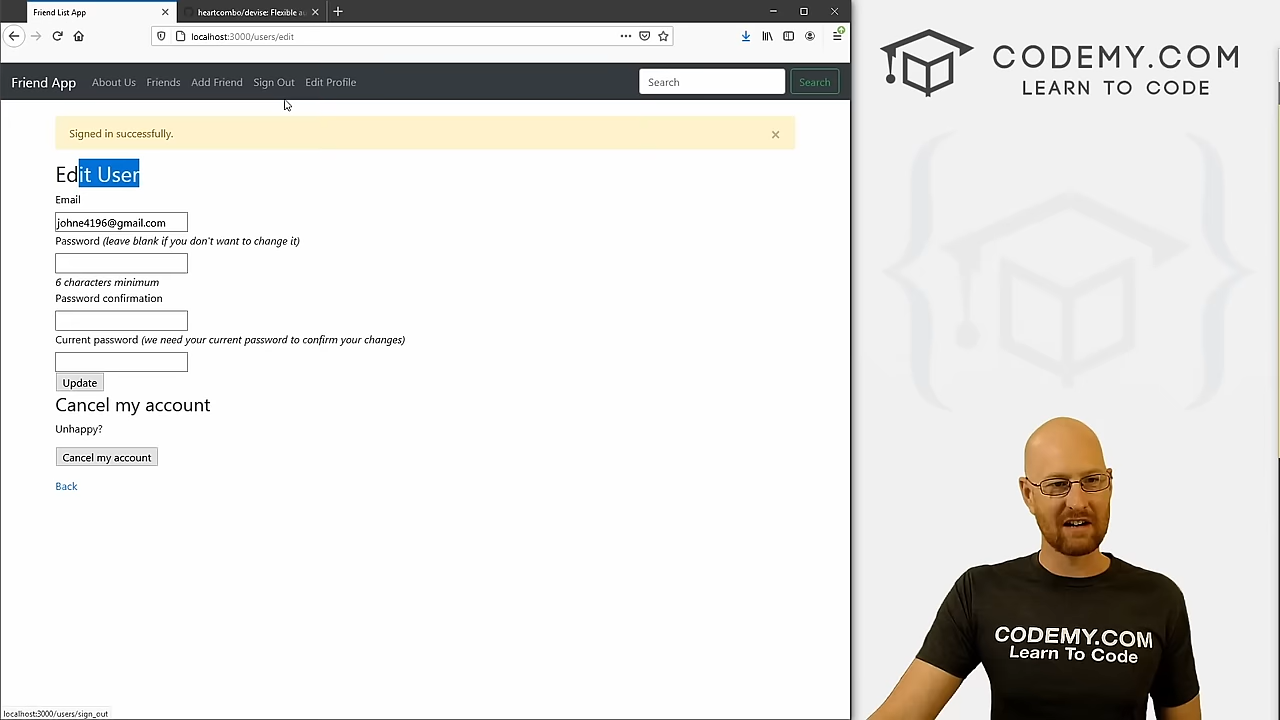 Friend List App
heartcombo/devise: Flexible au
localhost:3000/users/edit
Friend App About Us Friends Add Friend Sign Out Edit Profile Search Search
Signed in successfully. ×
Edit User
Email
johne4196@gmail.com
Password (leave blank if you don't want to change it)
6 characters minimum
Password confirmation
Current password (we need your current password to confirm your changes)
Update
Cancel my account
Unhappy?
Cancel my account
Back
localhost:3000/users/sign_out
CODEMY.COM
LEARN TO CODE
CODEMY.COM
Learn To Code